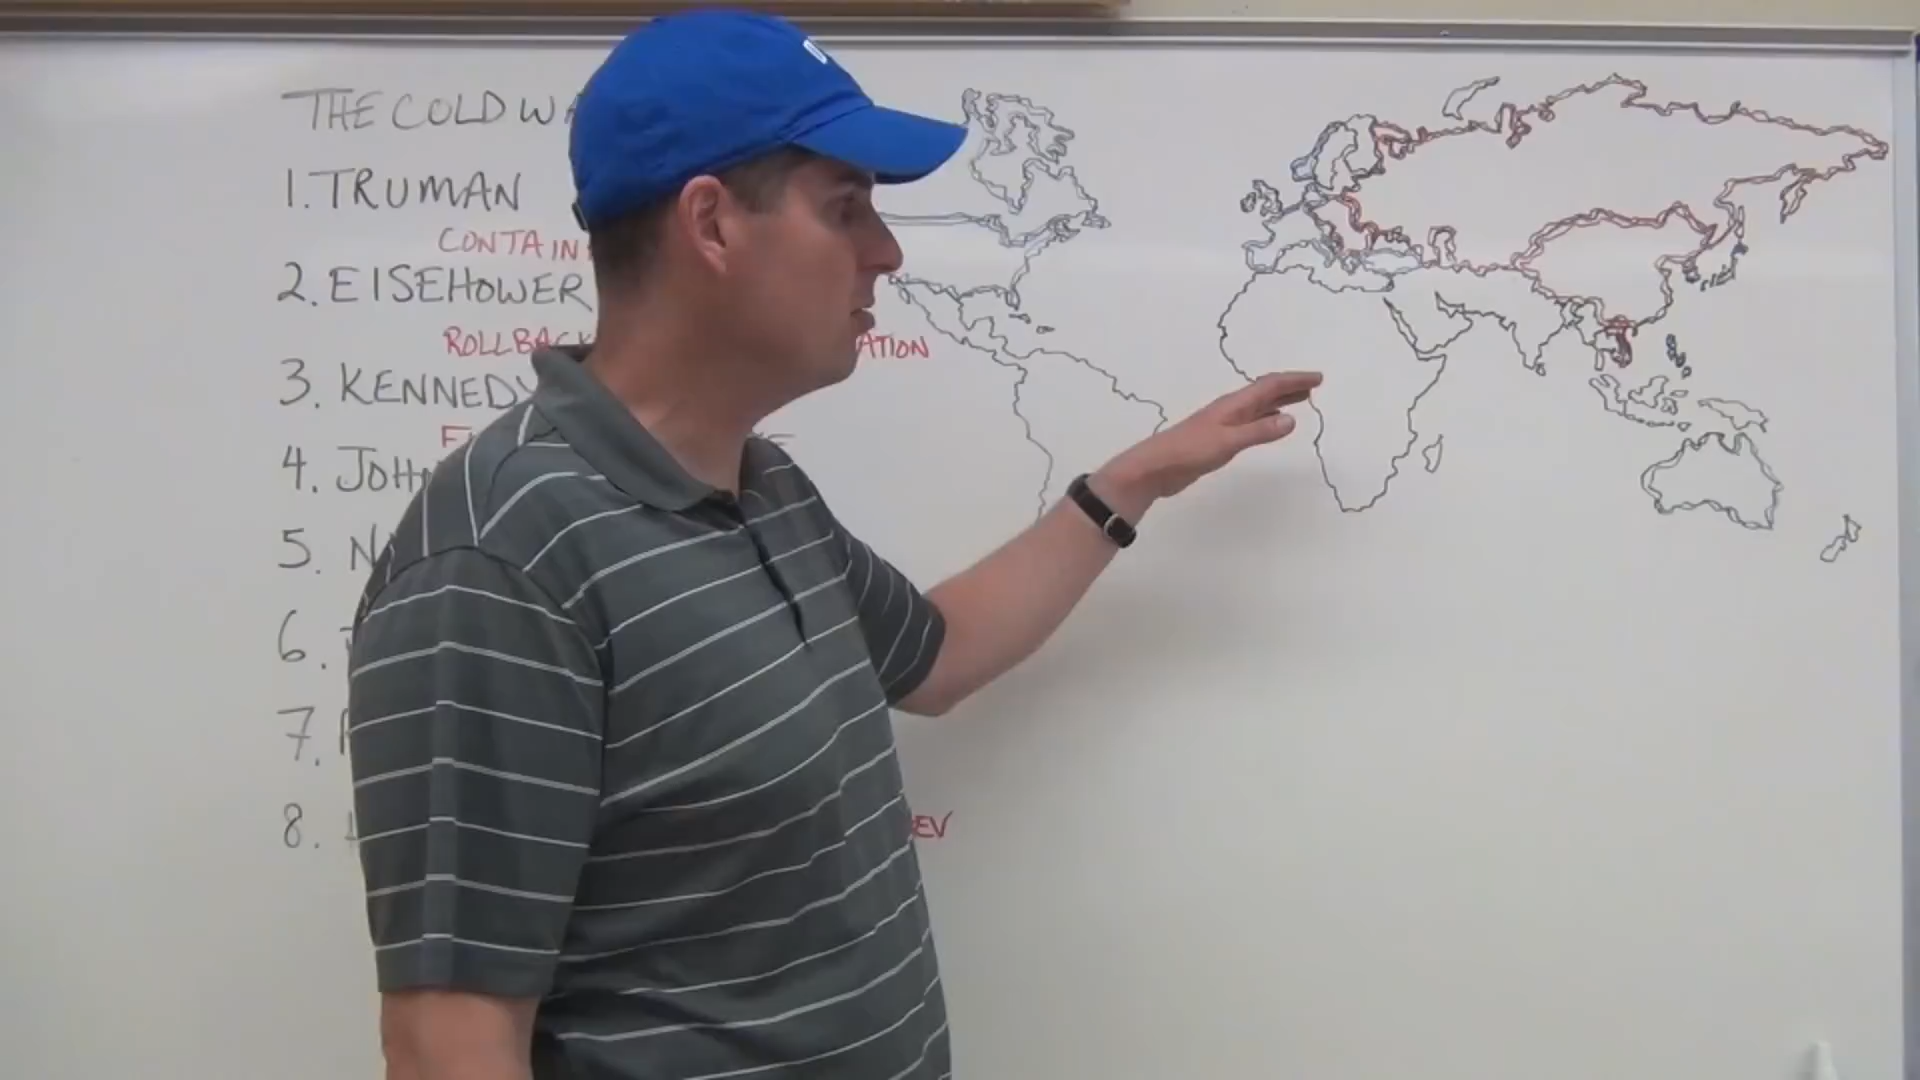 THE COLD WA
1. TRUMAN
CONTAIN
2. EISEHOWER
ROLLBACK ATION
3. KENNEDY
4. JOHN
5. N
6.
7.
8. EV